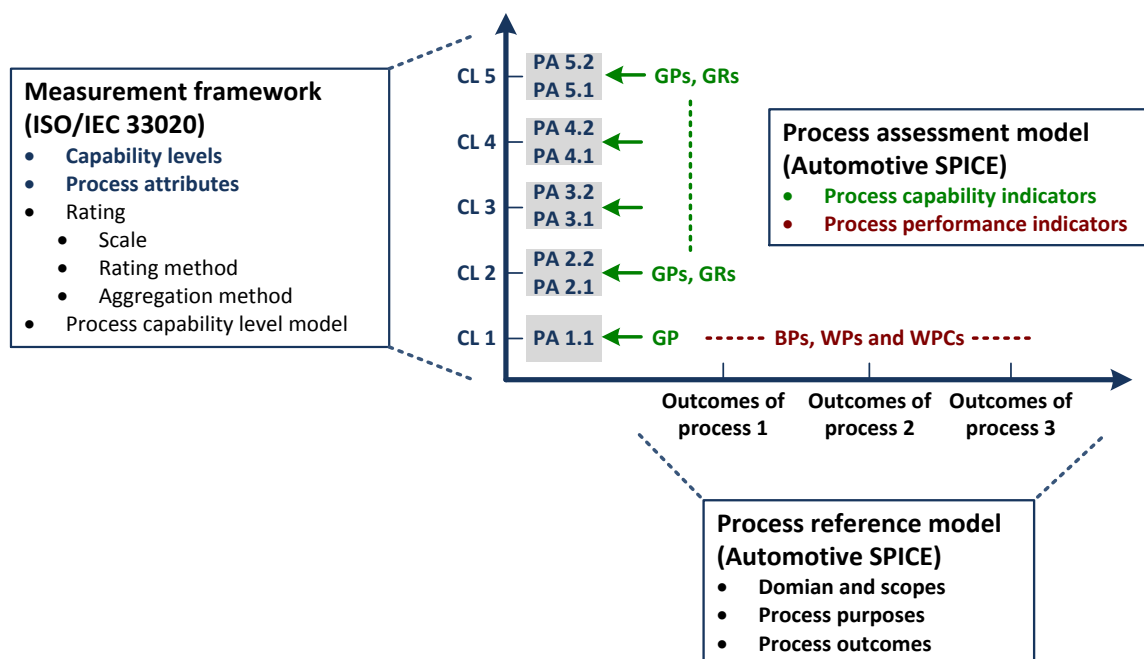 Measurement framework
(ISO/IEC 33020)
• Capability levels
• Process attributes
• Rating
• Scale
• Rating method
• Aggregation method
• Process capability level model
CL 5
PA 5.2
PA 5.1
GPs, GRs
CL 4
PA 4.2
PA 4.1
CL 3
PA 3.2
PA 3.1
CL 2
PA 2.2
PA 2.1
GPs, GRs
CL 1
PA 1.1
GP
BPs, WPs and WPCs
Process assessment model
(Automotive SPICE)
• Process capability indicators
• Process performance indicators
Outcomes of
process 1
Outcomes of
process 2
Outcomes of
process 3
Process reference model
(Automotive SPICE)
• Domian and scopes
• Process purposes
• Process outcomes